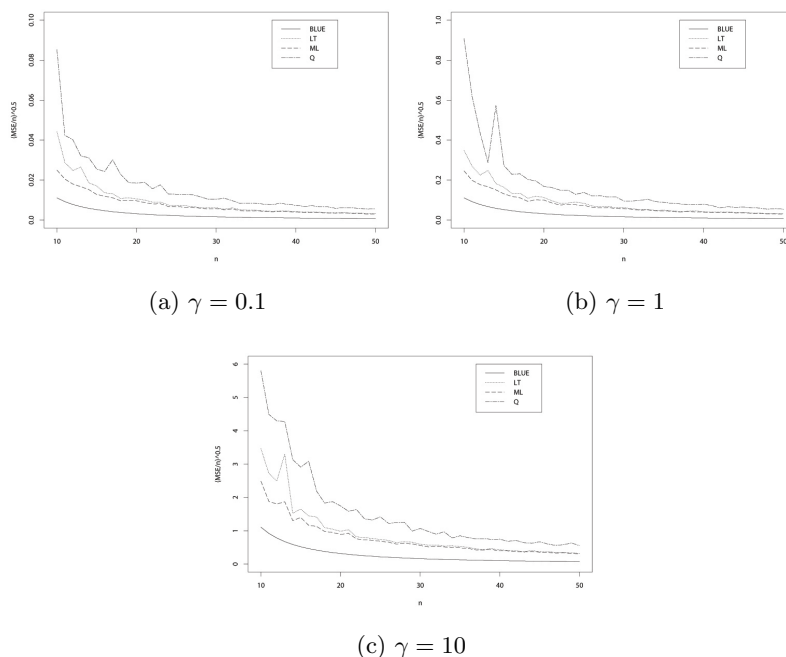 BLUE
LT
ML
Q
(MSE/n)^0.5
0.10
0.08
0.06
0.04
0.02
0.0
10
20
30
40
50
n
(a) γ = 0.1
BLUE
LT
ML
Q
(MSE/n)^0.5
1.0
0.8
0.6
0.4
0.2
0.0
10
20
30
40
50
n
(b) γ = 1
BLUE
LT
ML
Q
(MSE/n)^0.5
6
5
4
3
2
1
0
10
20
30
40
50
n
(c) γ = 10